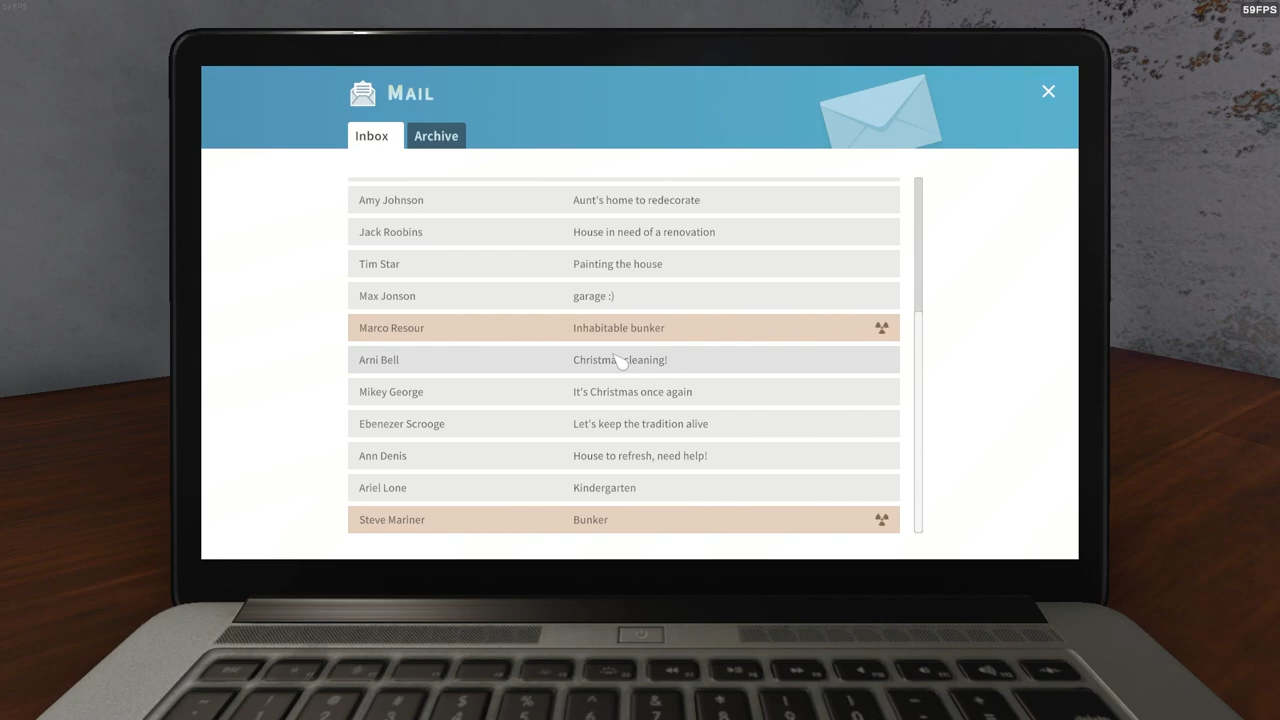 59FPS
59FPS
MAIL
Inbox Archive
Amy Johnson Aunt's home to redecorate
Jack Roobins House in need of a renovation
Tim Star Painting the house
Max Jonson garage :)
Marco Resour Inhabitable bunker
Arni Bell Christmas cleaning!
Mikey George It's Christmas once again
Ebenezer Scrooge Let's keep the tradition alive
Ann Denis House to refresh, need help!
Ariel Lone Kindergarten
Steve Mariner Bunker